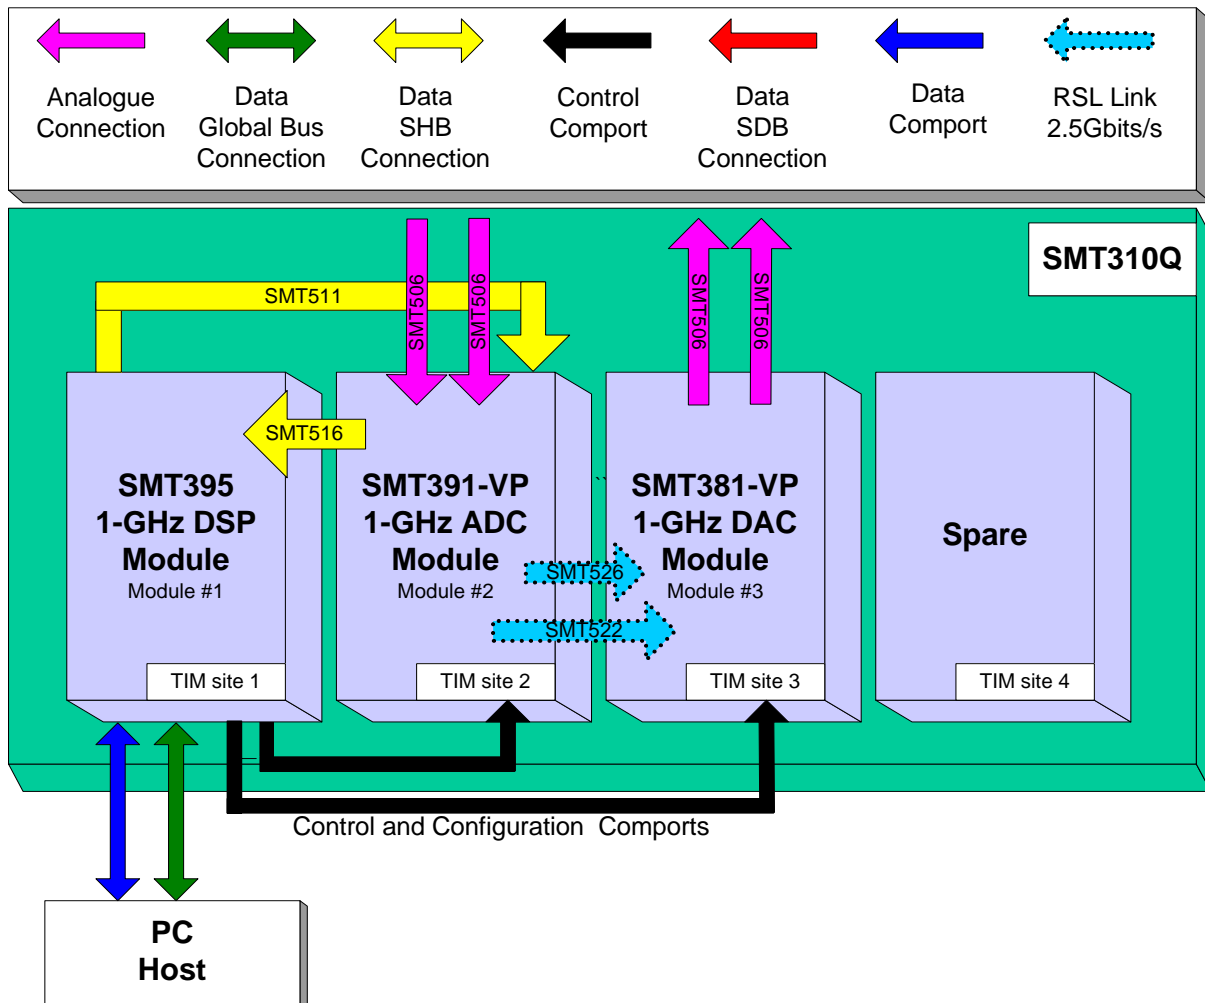 Analogue
Connection
Data
Global Bus
Connection
Data
SHB
Connection
Control
Comport
Data
SDB
Connection
Data
Comport
RSL Link
2.5Gbits/s
SMT310Q
SMT511
SMT506
SMT506
SMT506
SMT506
SMT516
SMT395
1-GHz DSP
Module
Module #1
TIM site 1
SMT391-VP
1-GHz ADC
Module
Module #2
TIM site 2
SMT526
SMT522
SMT381-VP
1-GHz DAC
Module
Module #3
TIM site 3
Spare
TIM site 4
Control and Configuration Comports
PC
Host